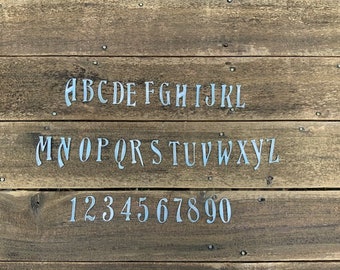 ABCDEFGHIJKL
MNOPQRSTUVWXYZ
1234567890